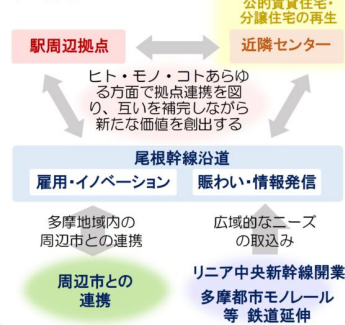 公的賃貸住宅・
分譲住宅の再生
駅周辺拠点
近隣センター
ヒト・モノ・コトあらゆ
る方面で拠点連携を図
り、互いを補完しながら
新たな価値を創出する
尾根幹線沿道
雇用・イノベーション
賑わい・情報発信
多摩地域内の
周辺市との連携
広域的なニーズ
の取込み
周辺市との
連携
リニア中央新幹線開業
多摩都市モノレール
等 鉄道延伸